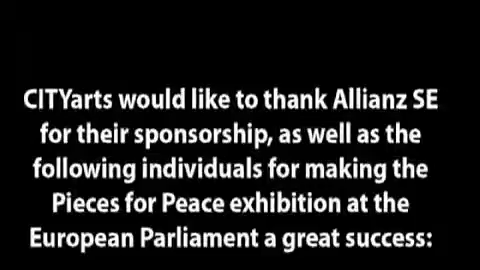 CITYarts would like to thank Allianz SE
for their sponsorship, as well as the
following individuals for making the
Pieces for Peace exhibition at the
European Parliament a great success: